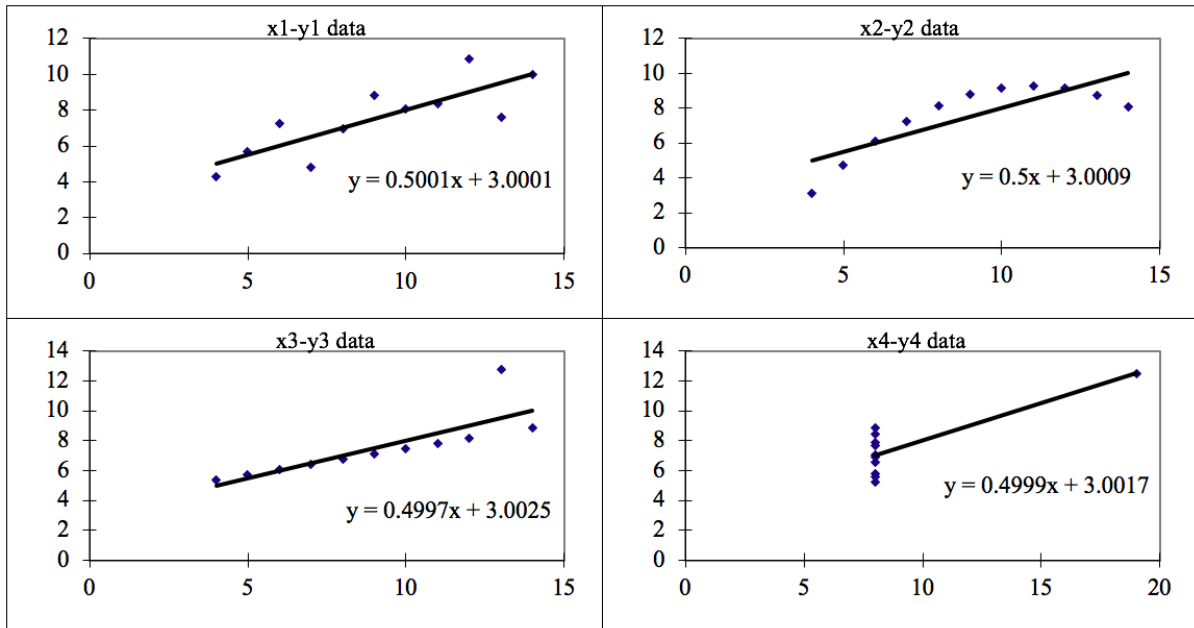 x1-y1 data
12
10
8
6
4
2
0
y = 0.5001x + 3.0001
0 5 10 15
x2-y2 data
12
10
8
6
4
2
0
y = 0.5x + 3.0009
0 5 10 15
x3-y3 data
14
12
10
8
6
4
2
0
y = 0.4997x + 3.0025
0 5 10 15
x4-y4 data
14
12
10
8
6
4
2
0
y = 0.4999x + 3.0017
0 5 10 15 20